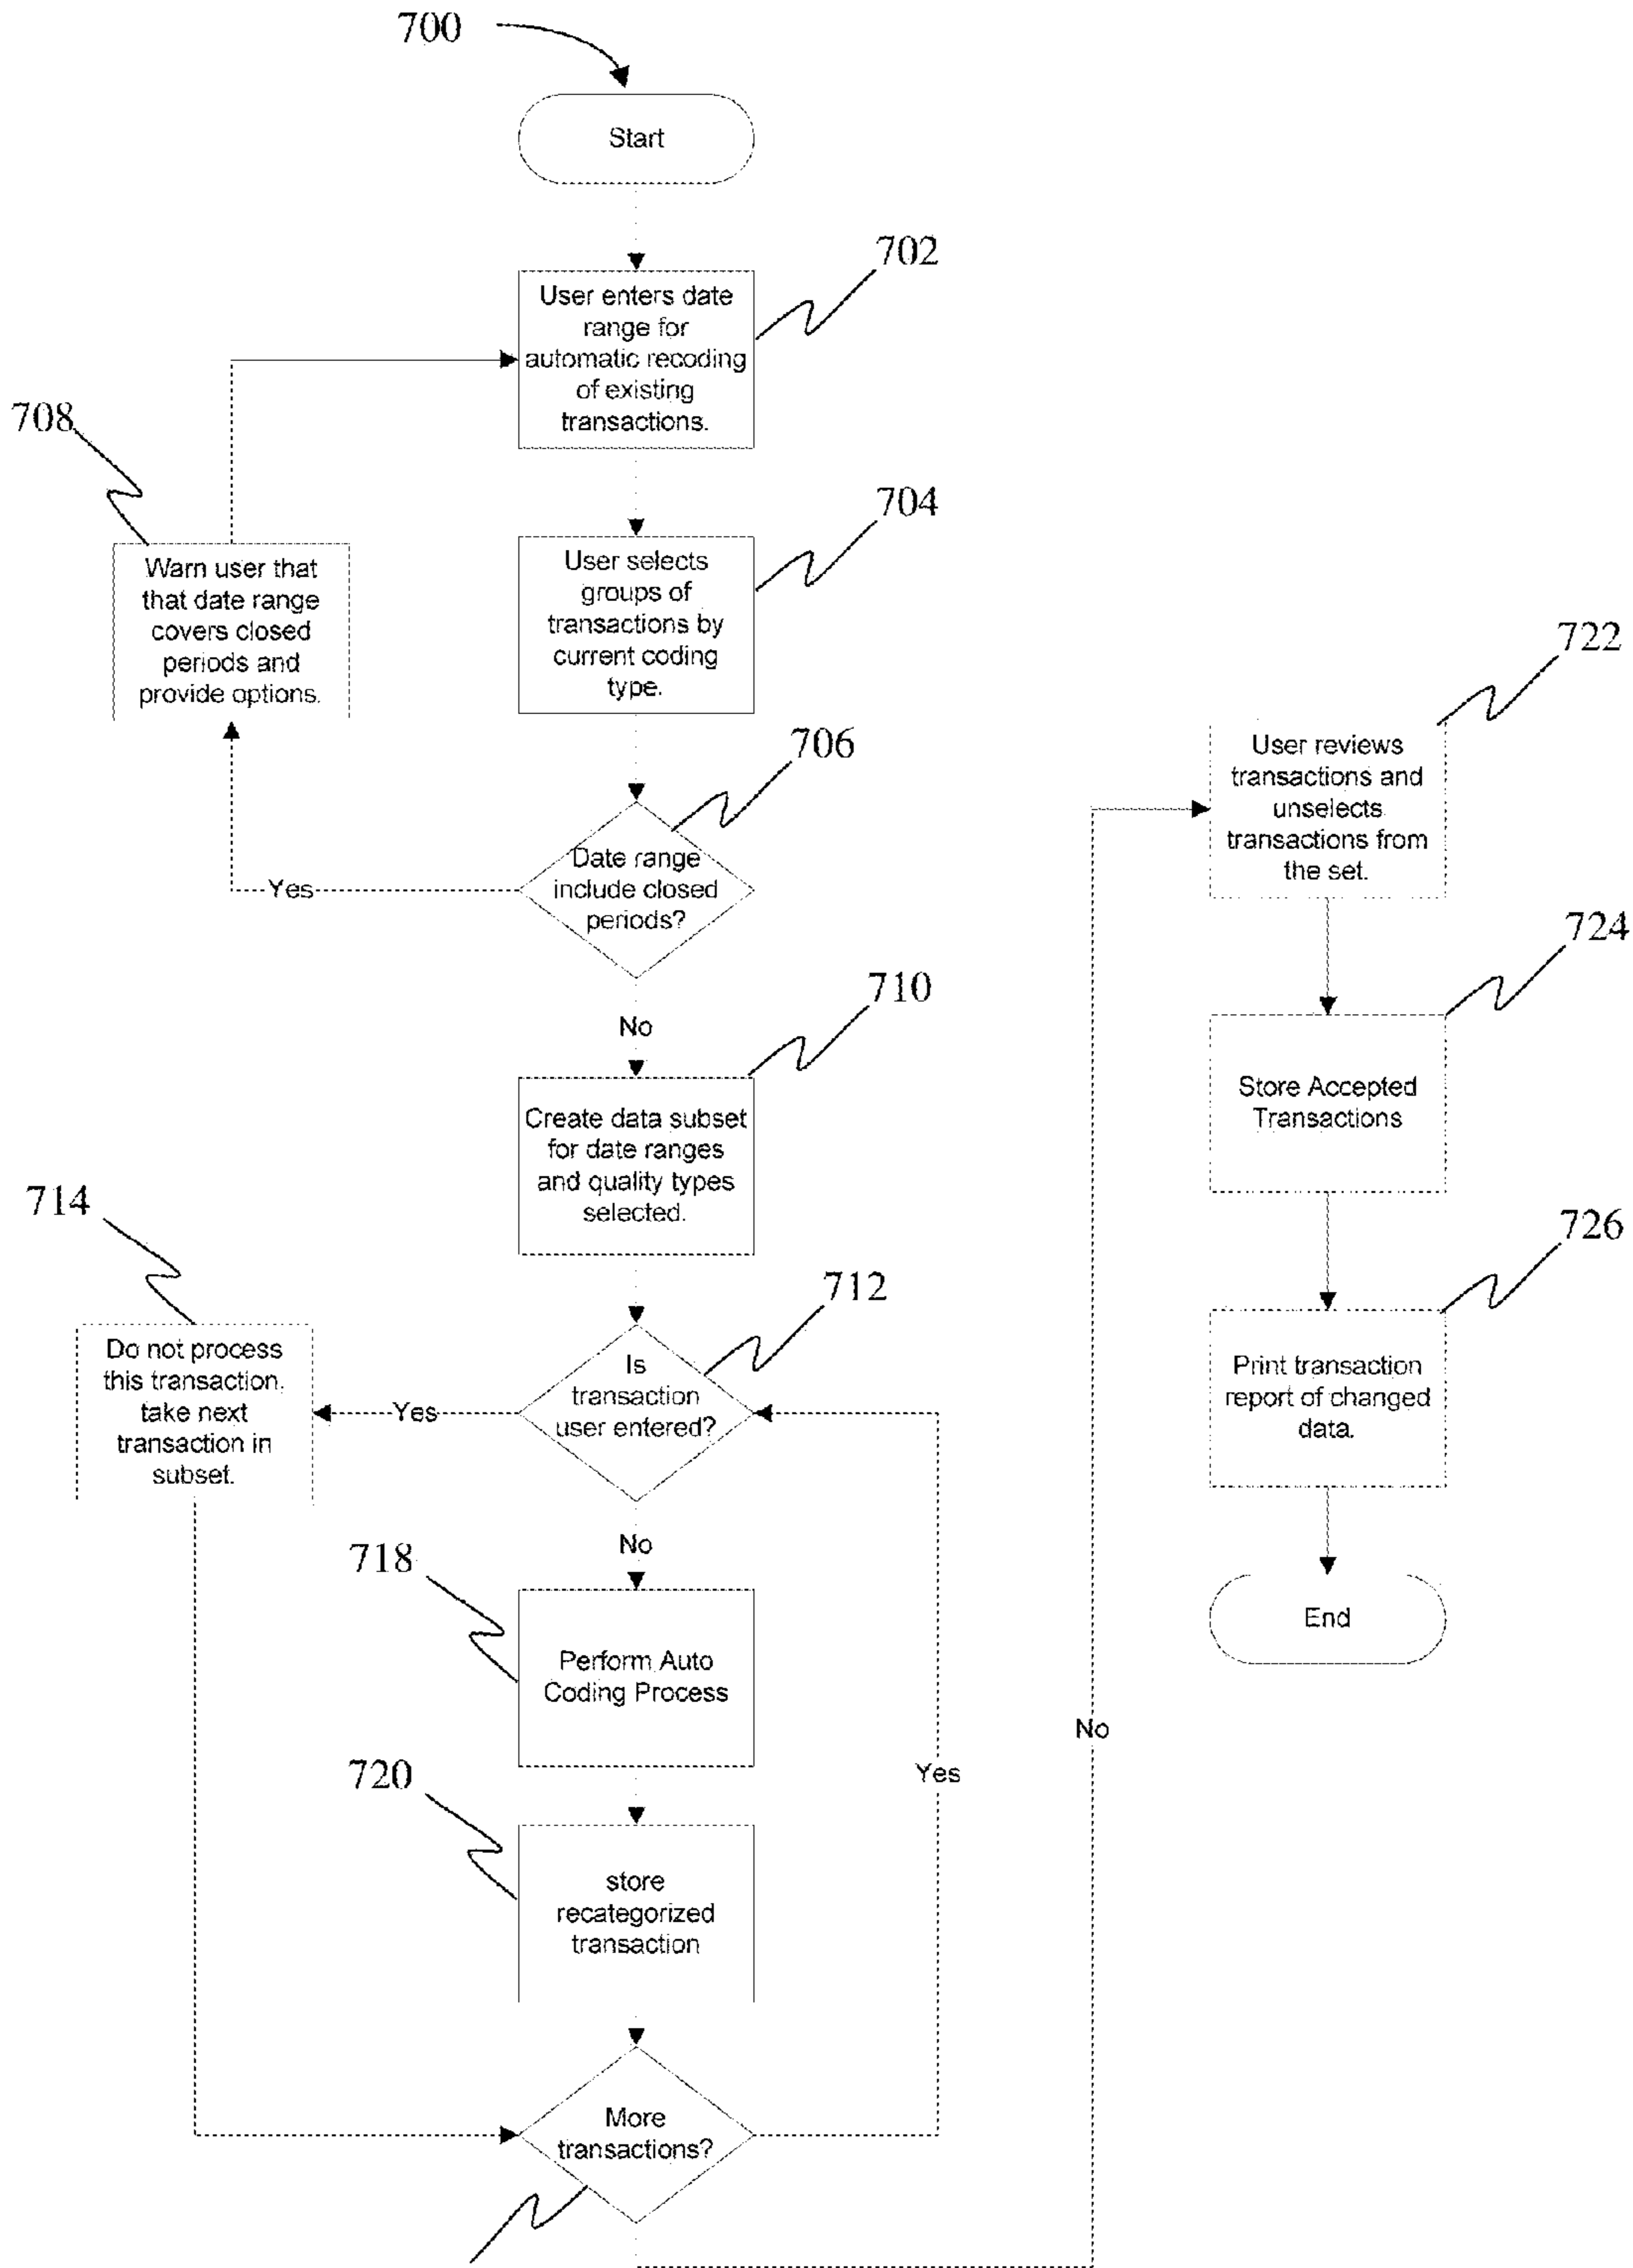 700
Start
702
User enters date
range for
automatic recoding
of existing
transactions.
708
Warn user that
that date range
covers closed
periods and
provide options.
704
User selects
groups of
transactions by
current coding
type.
706
Date range
include closed
periods?
Yes
No
710
Create data subset
for date ranges
and quality types
selected.
712
Is
transaction
user entered?
Yes
714
Do not process
this transaction,
take next
transaction in
subset.
No
718
Perform Auto
Coding Process
720
store
recategorized
transaction
More
transactions?
Yes
No
722
User reviews
transactions and
unselects
transactions from
the set.
724
Store Accepted
Transactions
726
Print transaction
report of changed
data.
End